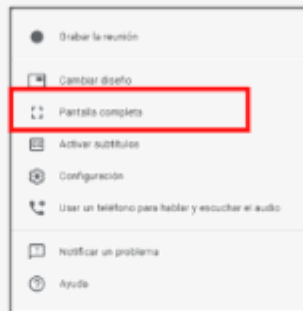 Grabar la reunión
Cambiar diseño
Pantalla completa
Activar subtítulos
Configuración
Usar un teléfono para hablar y escuchar el audio
Notificar un problema
Ayuda